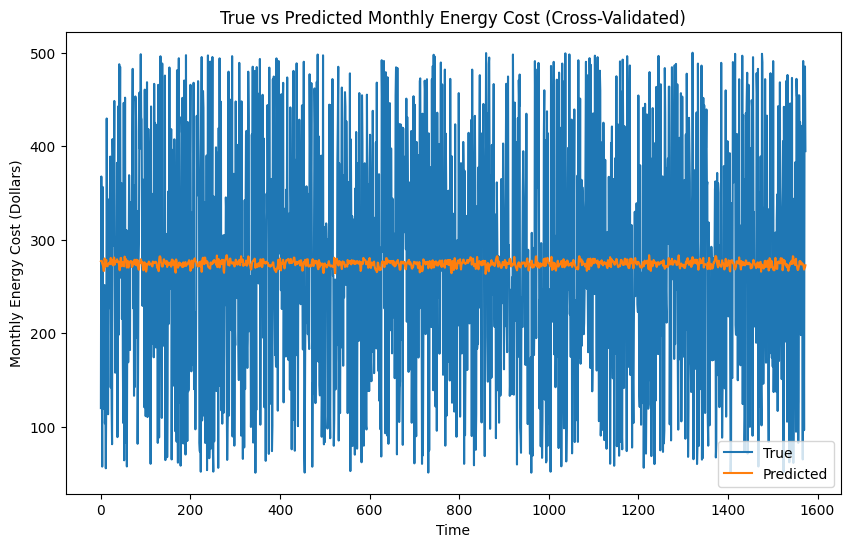 True vs Predicted Monthly Energy Cost (Cross-Validated)
Monthly Energy Cost (Dollars)
500
400
300
200
100
0
200
400
600
800
1000
1200
1400
1600
Time
True
Predicted